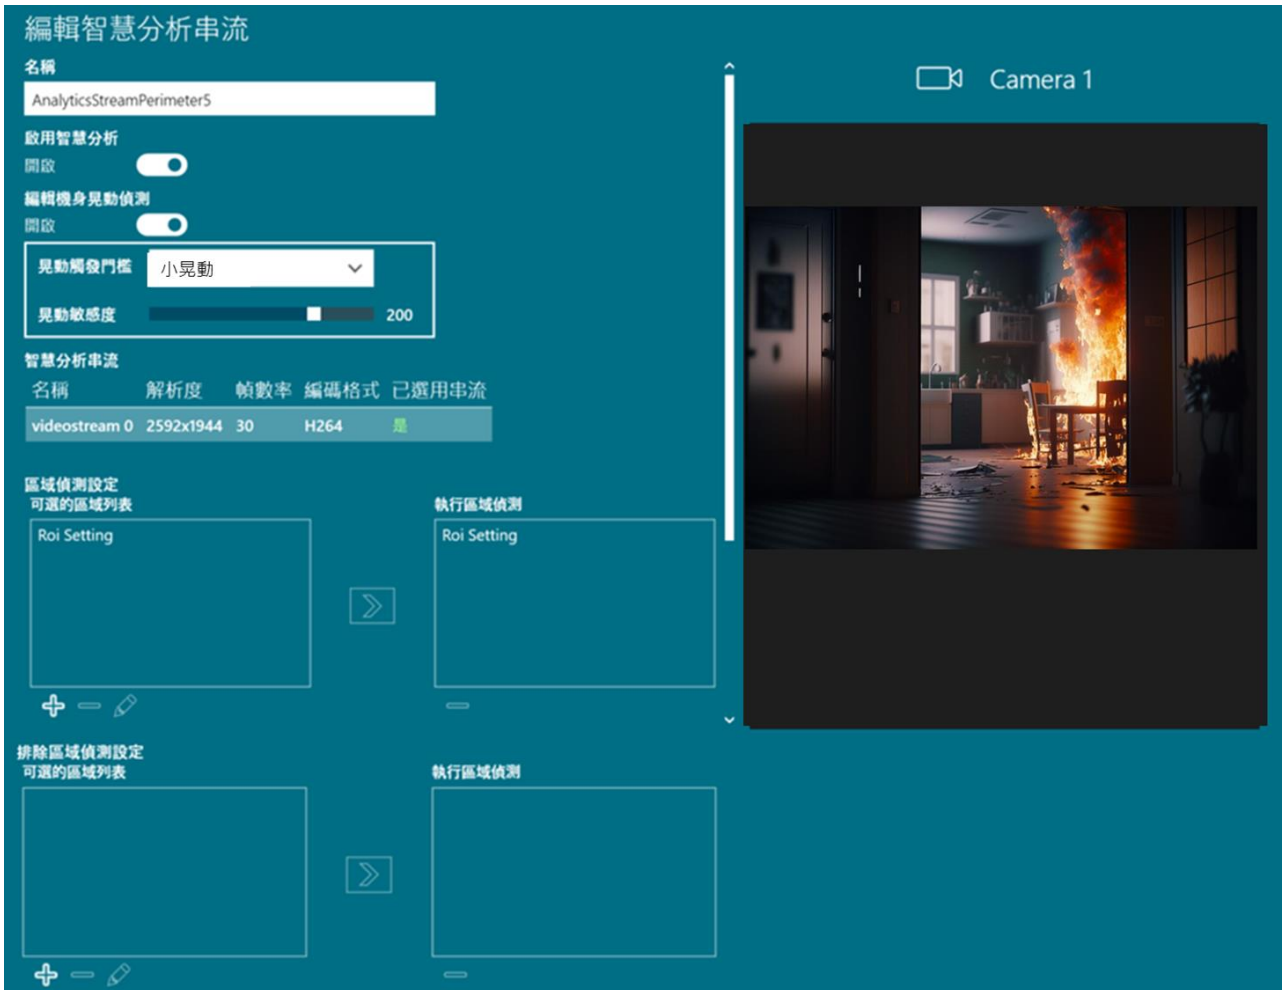 編輯智慧分析串流
名稱
AnalyticsStreamPerimeter5
啟用智慧分析
開啟
編輯機身晃動偵測
開啟
晃動觸發門檻 小晃動
晃動敏感度 200
智慧分析串流
名稱 解析度 幀數率 編碼格式 已選用串流
videostream 0 2592x1944 30 H264 是
區域偵測設定
可選的區域列表 執行區域偵測
Roi Setting Roi Setting
排除區域偵測設定
可選的區域列表 執行區域偵測
Camera 1